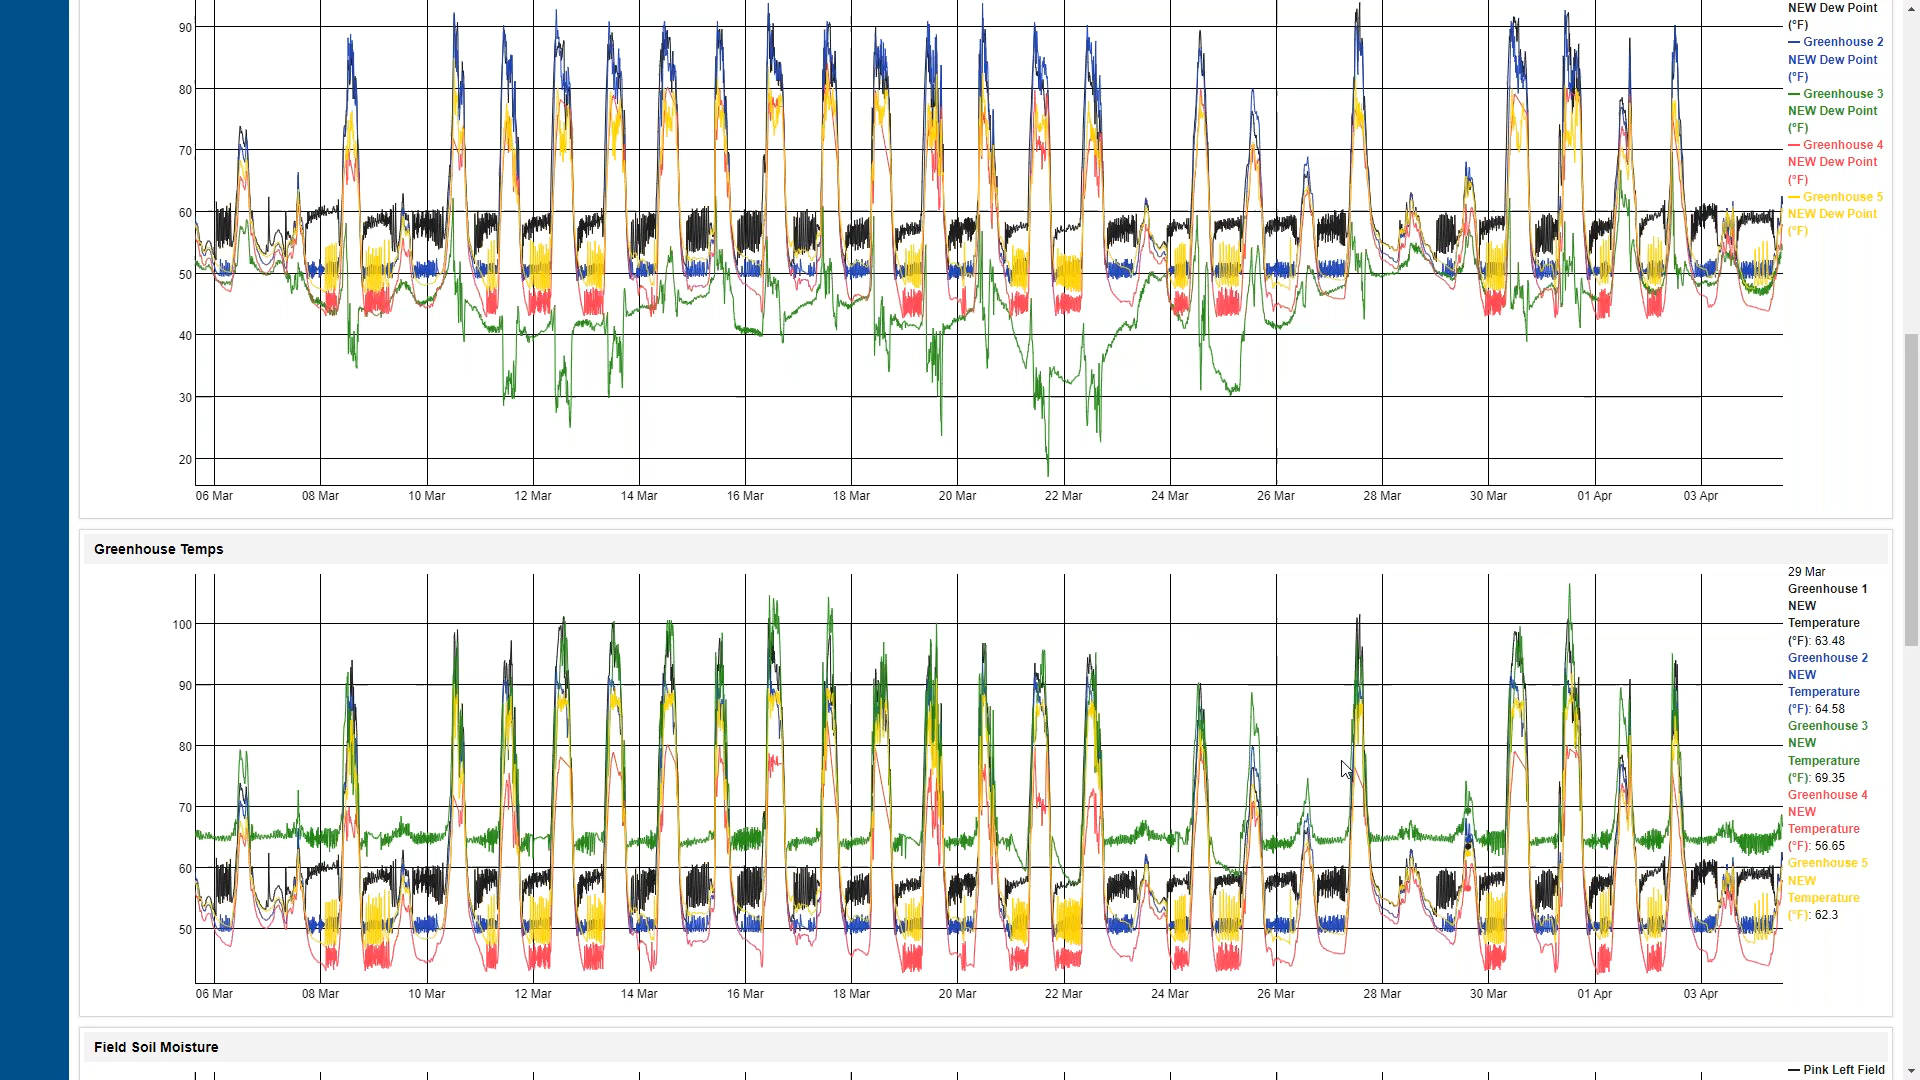 NEW Dew Point
(°F)
Greenhouse 2
NEW Dew Point
(°F)
Greenhouse 3
NEW Dew Point
(°F)
Greenhouse 4
NEW Dew Point
(°F)
Greenhouse 5
NEW Dew Point
(°F)
90
80
70
60
50
40
30
20
06 Mar 08 Mar 10 Mar 12 Mar 14 Mar 16 Mar 18 Mar 20 Mar 22 Mar 24 Mar 26 Mar 28 Mar 30 Mar 01 Apr 03 Apr
Greenhouse Temps
29 Mar
Greenhouse 1
NEW
Temperature
(°F): 63.48
Greenhouse 2
NEW
Temperature
(°F): 64.58
Greenhouse 3
NEW
Temperature
(°F): 69.35
Greenhouse 4
NEW
Temperature
(°F): 56.65
Greenhouse 5
NEW
Temperature
(°F): 62.3
100
90
80
70
60
50
06 Mar 08 Mar 10 Mar 12 Mar 14 Mar 16 Mar 18 Mar 20 Mar 22 Mar 24 Mar 26 Mar 28 Mar 30 Mar 01 Apr 03 Apr
Field Soil Moisture
Pink Left Field